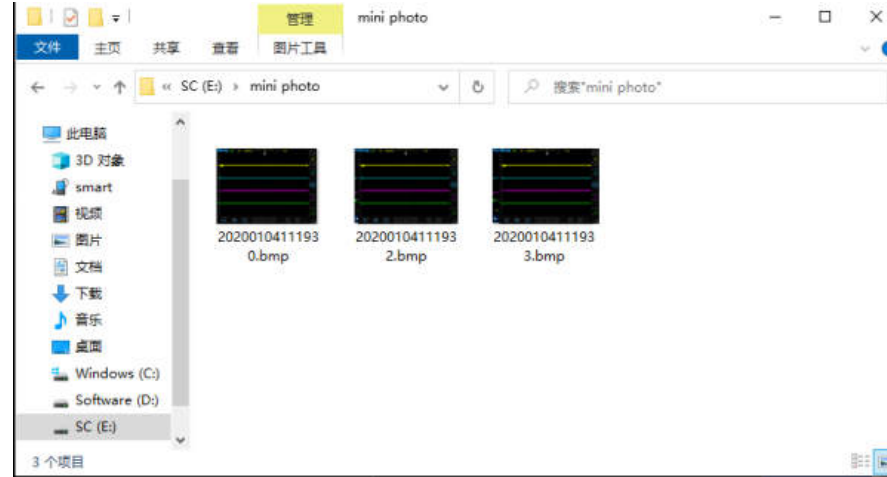 管理
mini photo
文件
主页
共享
查看
图片工具
« SC (E:) › mini photo
搜索"mini photo"
此电脑
3D 对象
smart
视频
图片
文档
下载
音乐
桌面
Windows (C:)
Software (D:)
SC (E:)
2020010411193
0.bmp
2020010411193
2.bmp
2020010411193
3.bmp
3 个项目